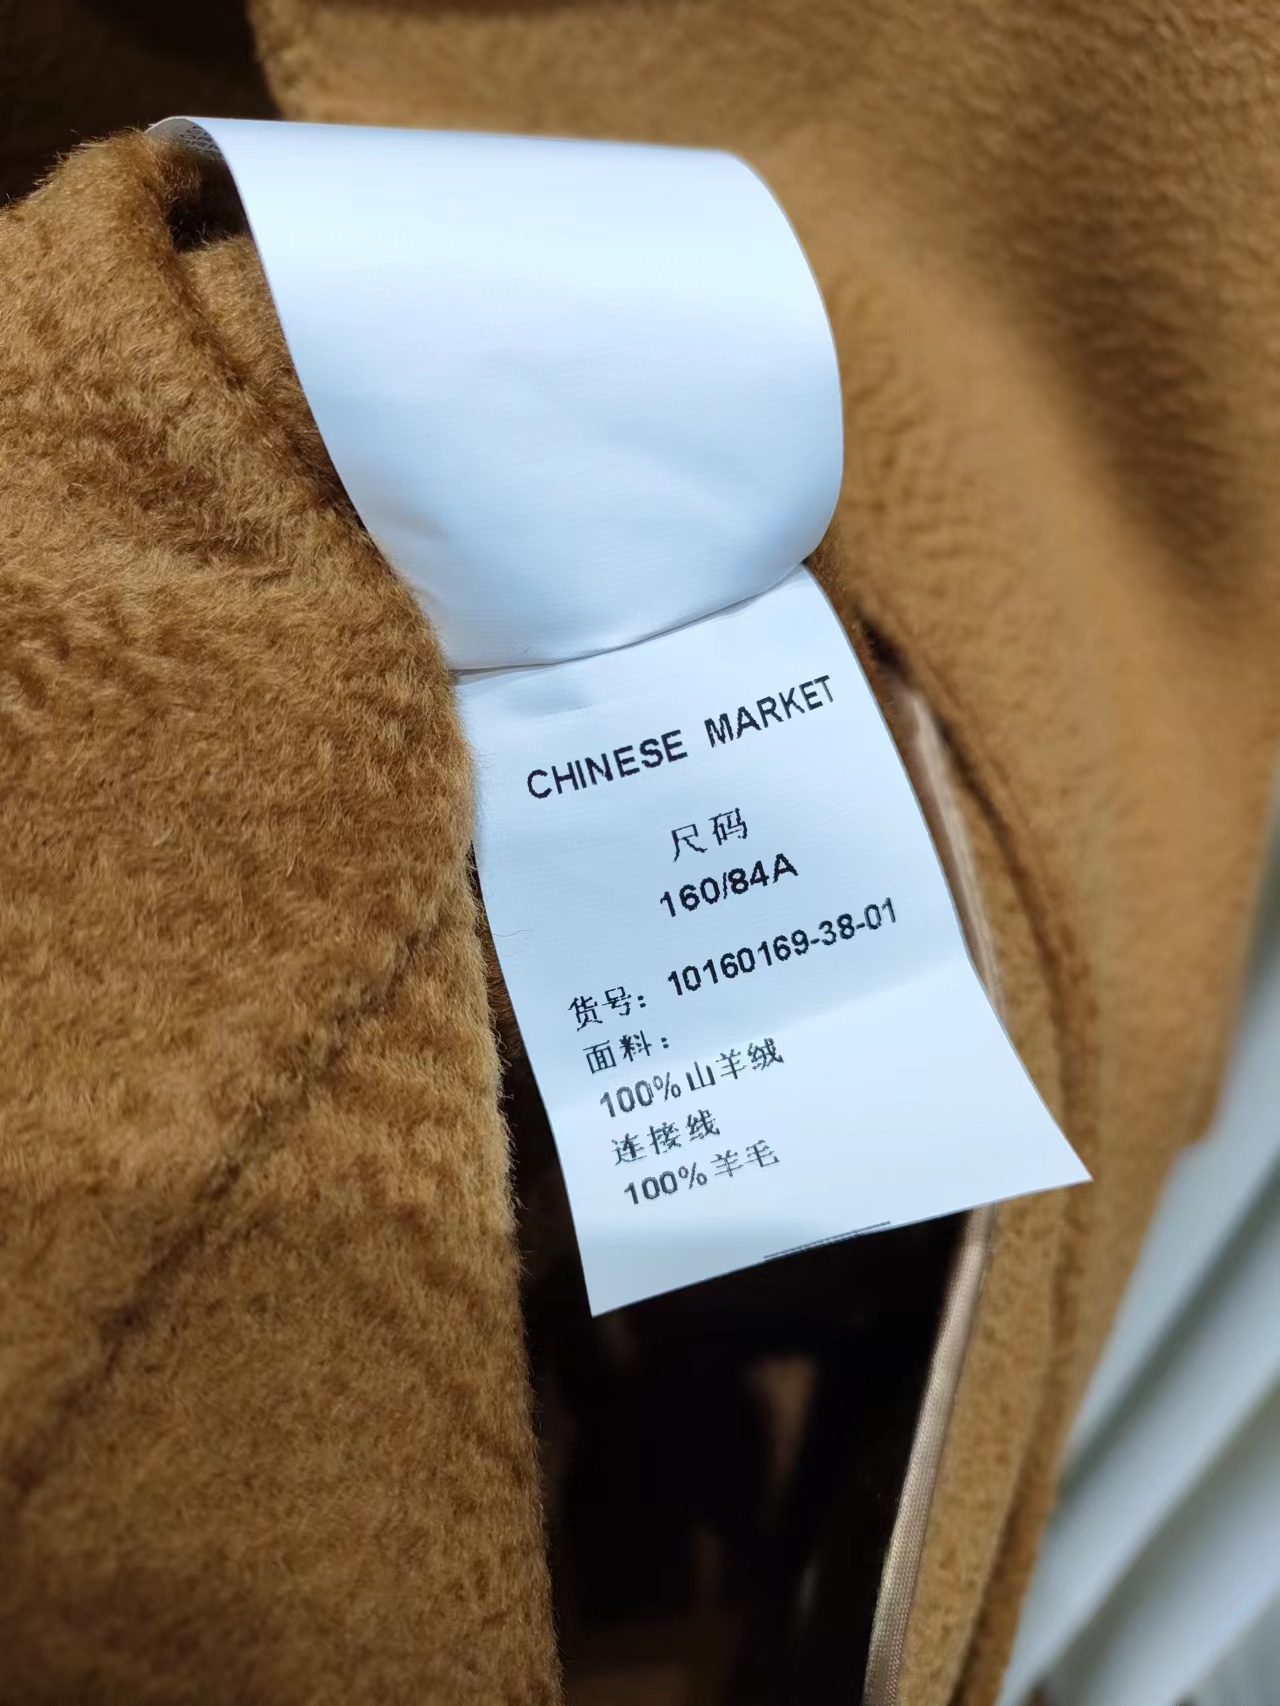 CHINESE MARKET
尺码
160/84A
货号: 10160169-38-01
面料:
100%山羊绒
连接线
100%羊毛